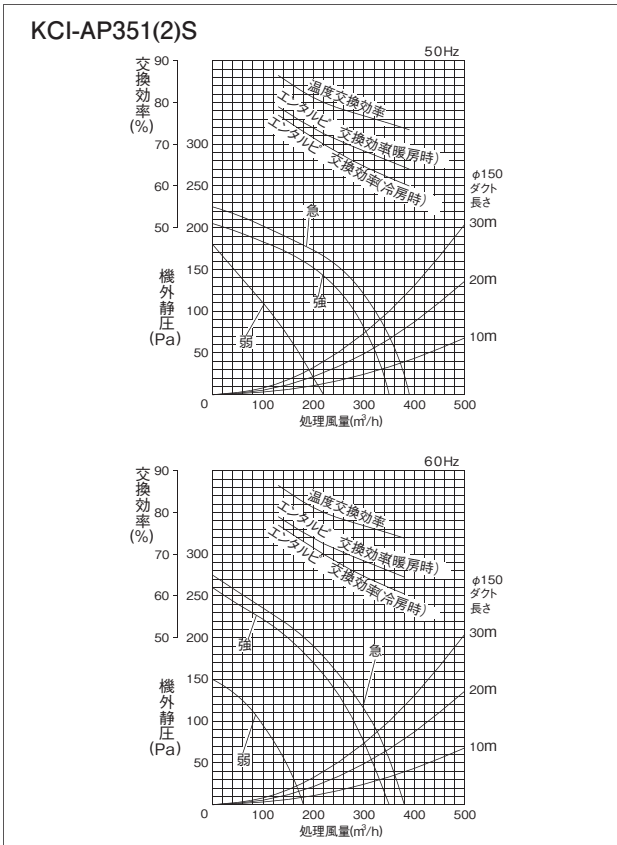 KCI-AP351(2)S
50Hz
交換効率(%)
90
80
70
60
50
温度交換効率
エンタルピ 交換効率(暖房時)
エンタルピ 交換効率(冷房時)
機外静圧(Pa)
300
250
200
150
100
50
0
急
強
弱
φ150
ダクト
長さ
30m
20m
10m
100 200 300 400 500
処理風量(m³/h)
60Hz
交換効率(%)
90
80
70
60
50
温度交換効率
エンタルピ 交換効率(暖房時)
エンタルピ 交換効率(冷房時)
機外静圧(Pa)
300
250
200
150
100
50
0
強
急
弱
φ150
ダクト
長さ
30m
20m
10m
100 200 300 400 500
処理風量(m³/h)